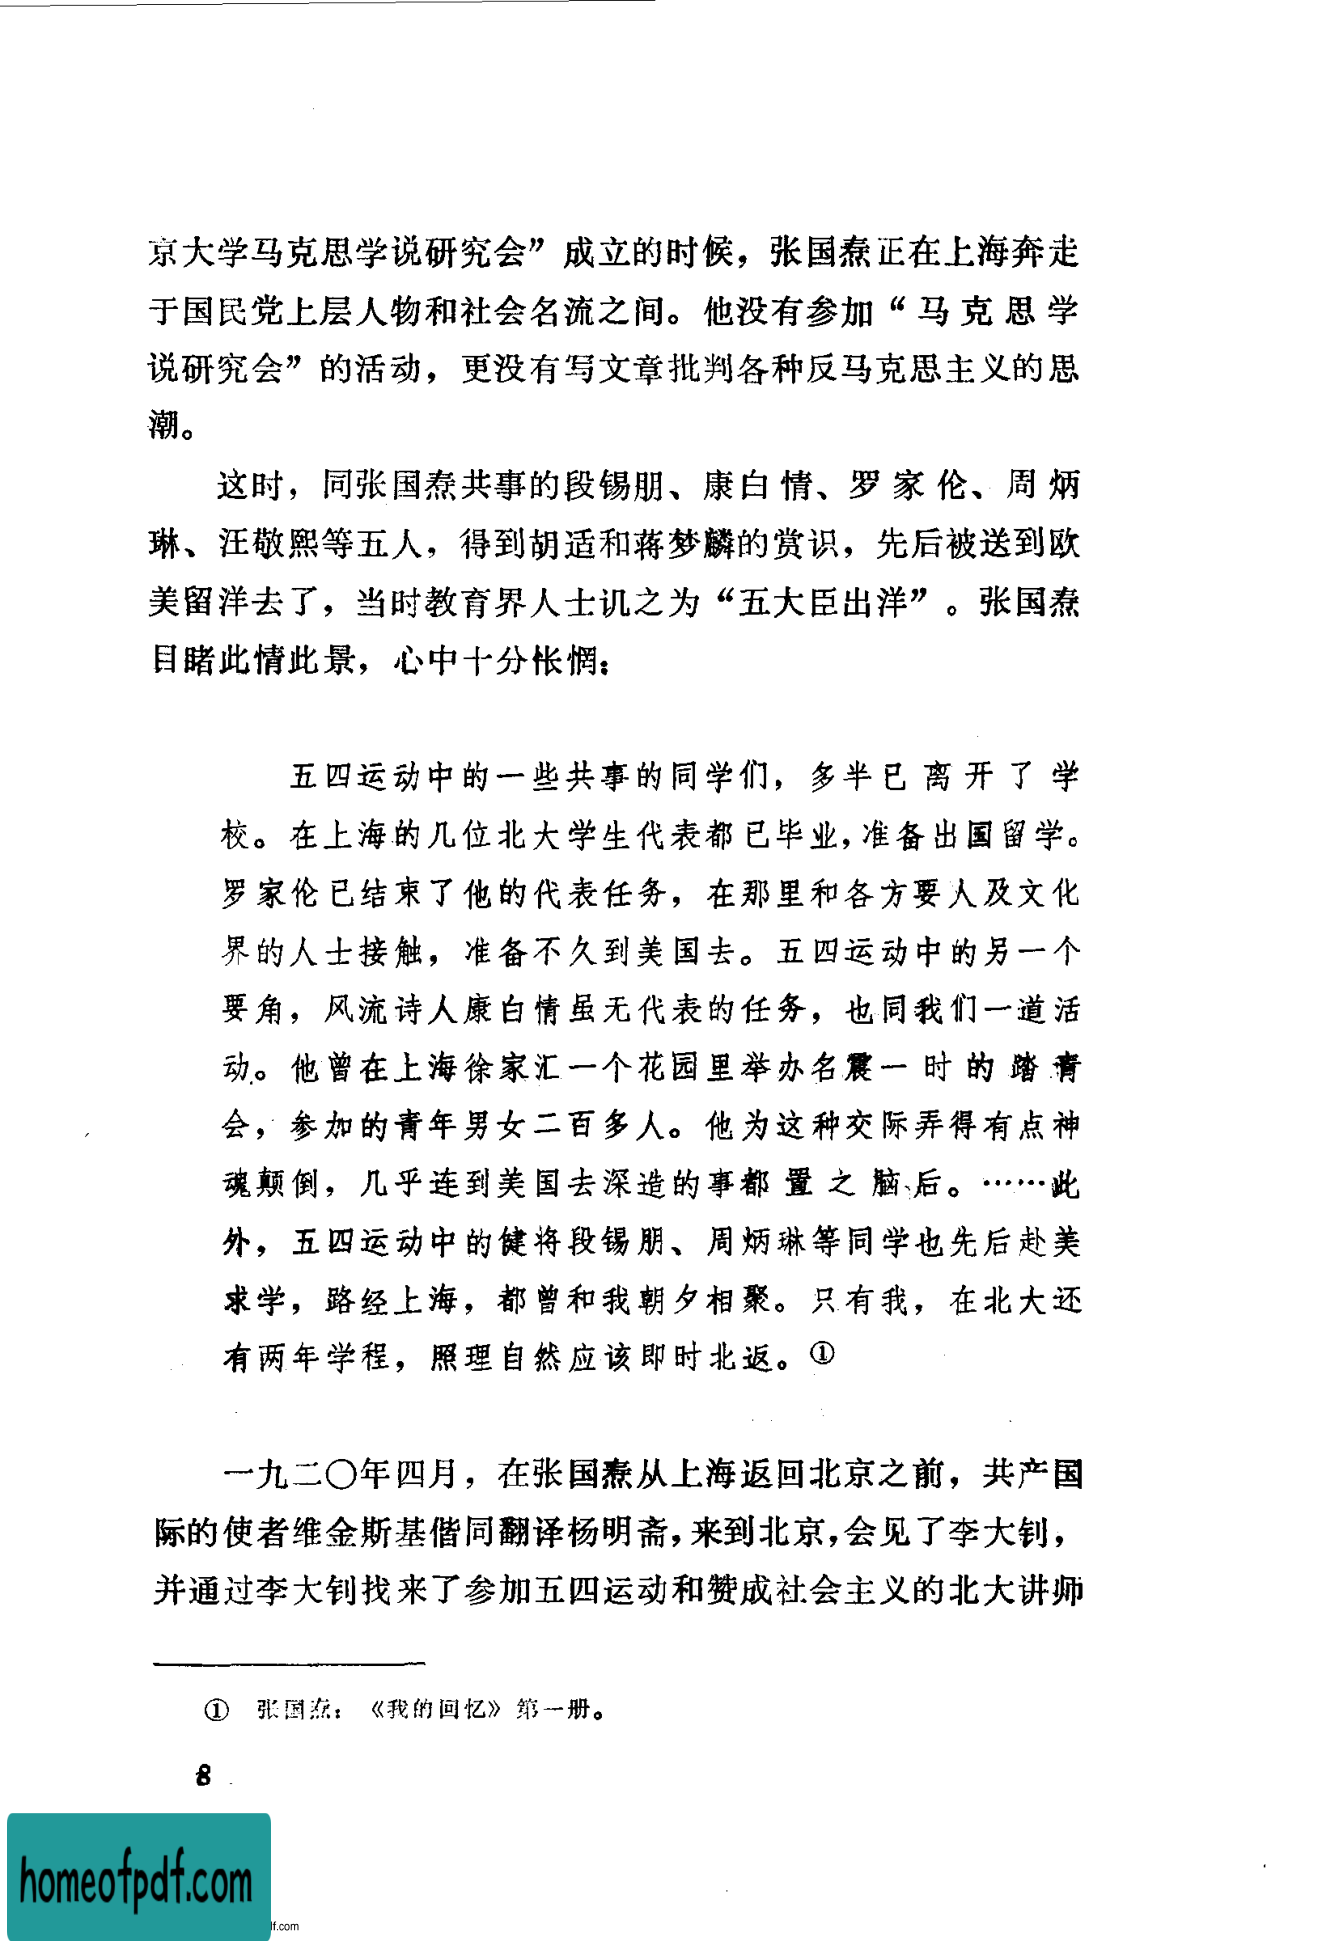 京大学马克思学说研究会”成立的时候，张国焘正在上海奔走
于国民党上层人物和社会名流之间。他没有参加“马克思学
说研究会”的活动，更没有写文章批判各种反马克思主义的思
潮。
这时，同张国焘共事的段锡朋、康白情、罗家伦、周炳
琳、汪敬熙等五人，得到胡适和蒋梦麟的赏识，先后被送到欧
美留洋去了，当时教育界人士讥之为“五大臣出洋”。张国焘
目睹此情此景，心中十分怅惘：
五四运动中的一些共事的同学们，多半已离开了学
校。在上海的几位北大学生代表都已毕业，准备出国留学。
罗家伦已结束了他的代表任务，在那里和各方要人及文化
界的人士接触，准备不久到美国去。五四运动中的另一个
要角，风流诗人康白情虽无代表的任务，也同我们一道活
动。他曾在上海徐家汇一个花园里举办名震一时的踏青
会，参加的青年男女二百多人。他为这种交际弄得有点神
魂颠倒，几乎连到美国去深造的事都置之脑后。……此
外，五四运动中的健将段锡朋、周炳琳等同学也先后赴美
求学，路经上海，都曾和我朝夕相聚。只有我，在北大还
有两年学程，照理自然应该即时北返。①
一九二〇年四月，在张国焘从上海返回北京之前，共产国
际的使者维金斯基偕同翻译杨明斋，来到北京，会见了李大钊，
并通过李大钊找来了参加五四运动和赞成社会主义的北大讲师
① 张国焘：《我的回忆》第一册。
8
homeofpdf.com
lf.com